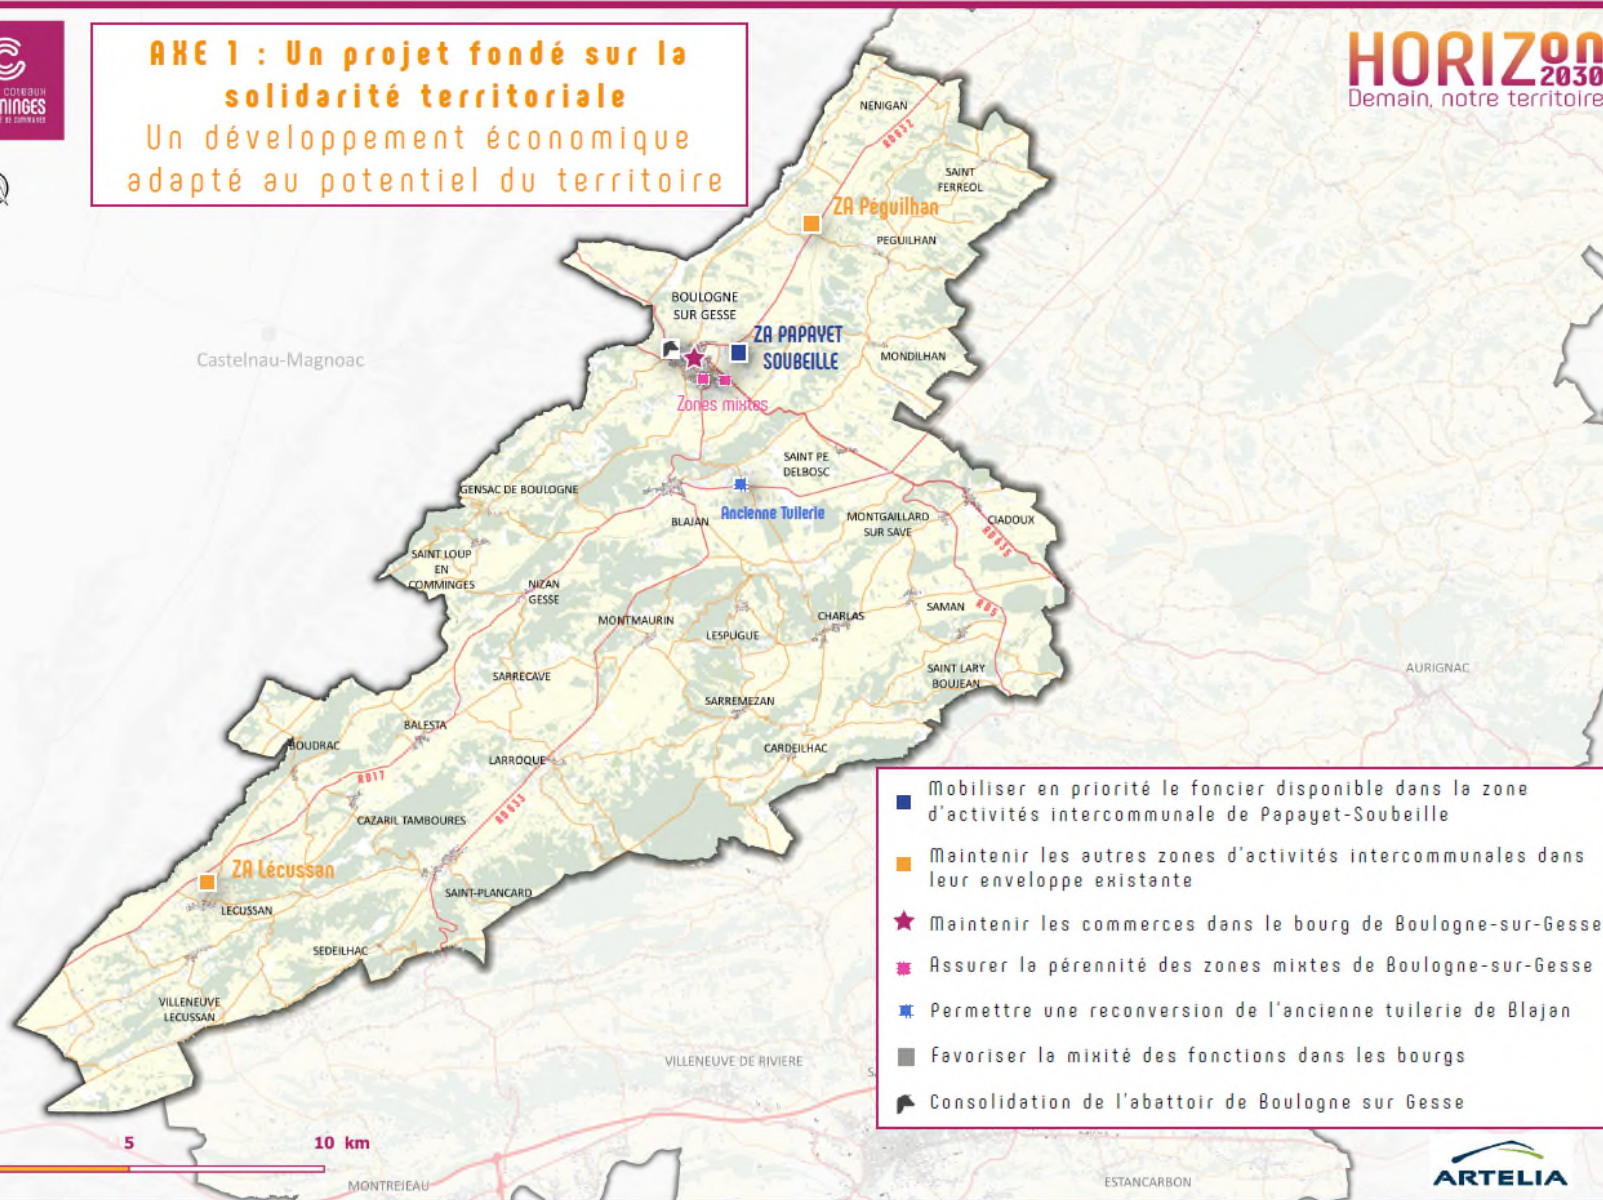 AXE 1 : Un projet fondé sur la
solidarité territoriale
Un développement économique
adapté au potentiel du territoire
HORIZON
2030
Demain, notre territoire
COTEAUX
NENIGAN
RD632
SAINT
FERREOL
ZA Péguilhan
PEGUILHAN
BOULOGNE
SUR GESSE
ZA PAPAYET
SOUBEILLE
MONDILHAN
Castelnau-Magnoac
Zones mixtes
SAINT PE
DELBOSC
GENSAC DE BOULOGNE
Ancienne Tuilerie
BLAJAN
MONTGAILLARD
SUR SAVE
CIADOUX
RD635
SAINT LOUP
EN
COMMINGES
NIZAN
GESSE
MONTMAURIN
LESPUGUE
CHARLAS
SAMAN
RD5
SAINT LARY
BOUJEAN
AURIGNAC
SARRECAVE
SARREMEZAN
BALESTA
BOUDRAC
LARROQUE
CARDEILHAC
RD17
RD633
CAZARIL TAMBOURES
ZA Lécussan
LECUSSAN
SAINT-PLANCARD
SEDEILHAC
VILLENEUVE
LECUSSAN
VILLENEUVE DE RIVIERE
MONTREJEAU
ESTANCARBON
Mobiliser en priorité le foncier disponible dans la zone
d'activités intercommunale de Papayet-Soubeille
Maintenir les autres zones d'activités intercommunales dans
leur enveloppe existante
Maintenir les commerces dans le bourg de Boulogne-sur-Gesse
Assurer la pérennité des zones mixtes de Boulogne-sur-Gesse
Permettre une reconversion de l'ancienne tuilerie de Blajan
Favoriser la mixité des fonctions dans les bourgs
Consolidation de l'abattoir de Boulogne sur Gesse
5 10 km
ARTELIA